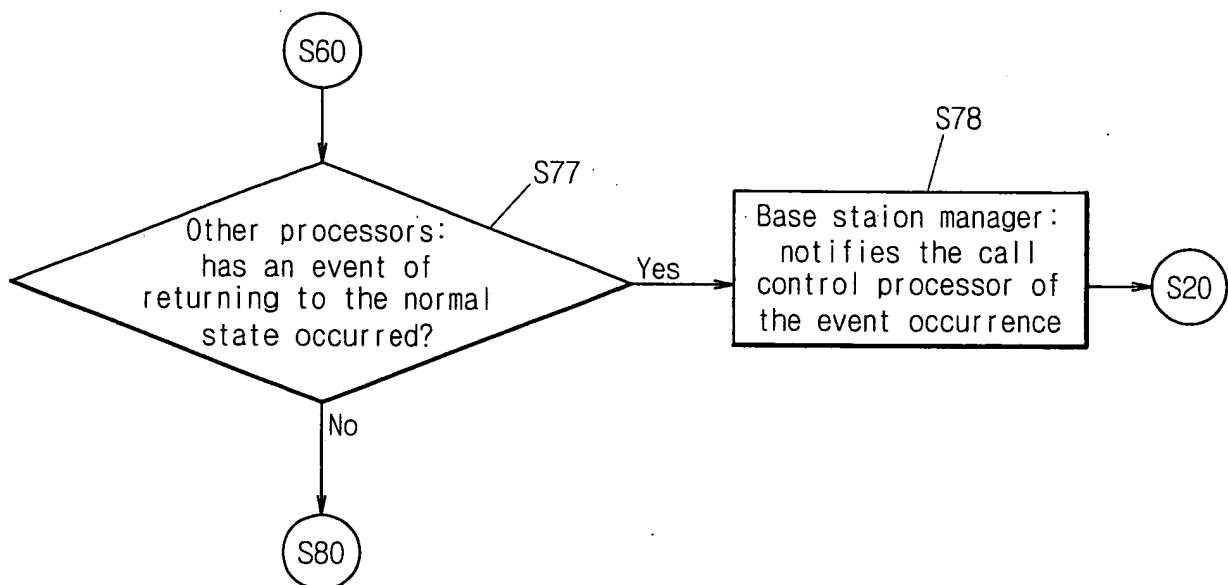 S60
S77
Other processors:
has an event of
returning to the normal
state occurred?
Yes
S78
Base staion manager:
notifies the call
control processor of
the event occurrence
S20
No
S80